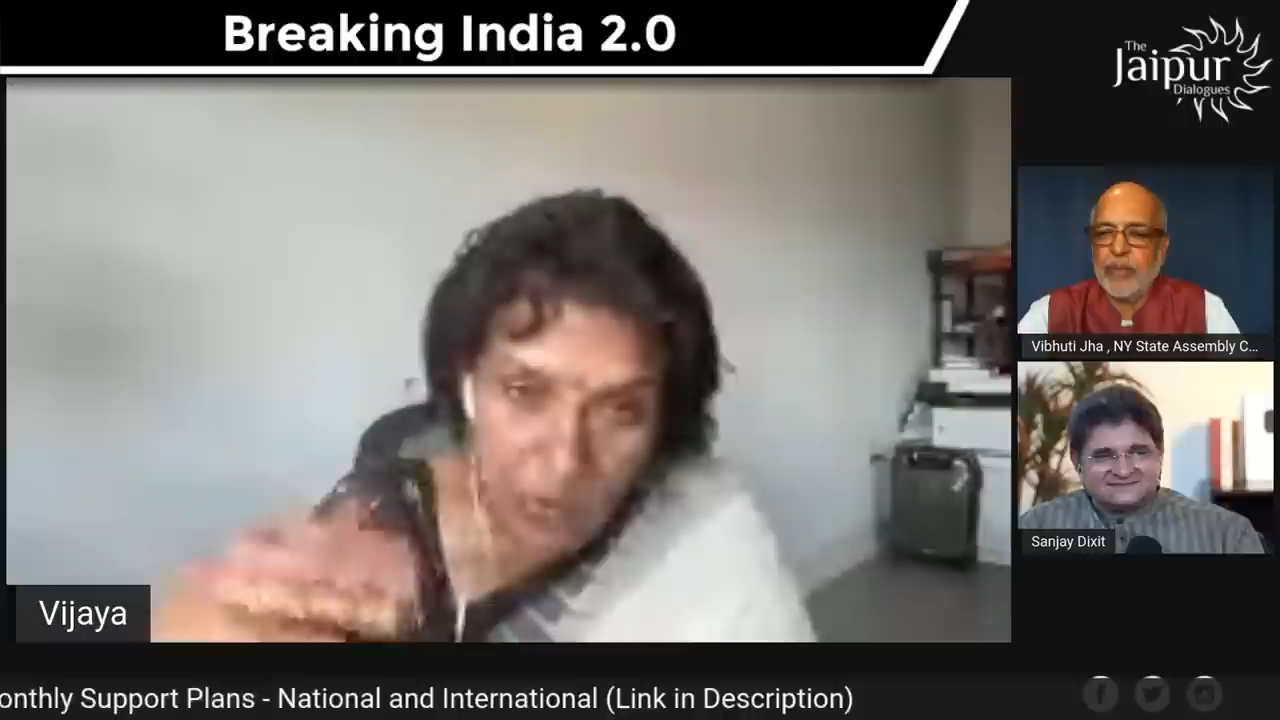 Breaking India 2.0
The
Jaipur
Dialogues
Vibhuti Jha , NY State Assembly C...
Sanjay Dixit
Vijaya
onthly Support Plans - National and International (Link in Description)